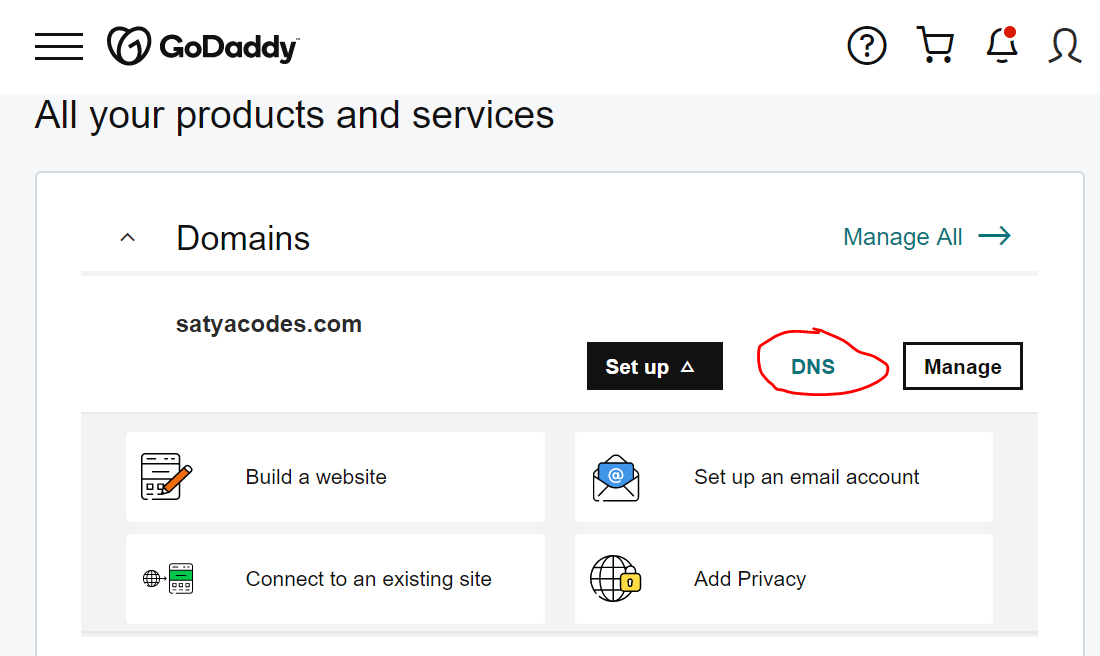 GoDaddy
All your products and services
Domains
Manage All
satyacodes.com
Set up DNS Manage
Build a website
Set up an email account
Connect to an existing site
Add Privacy